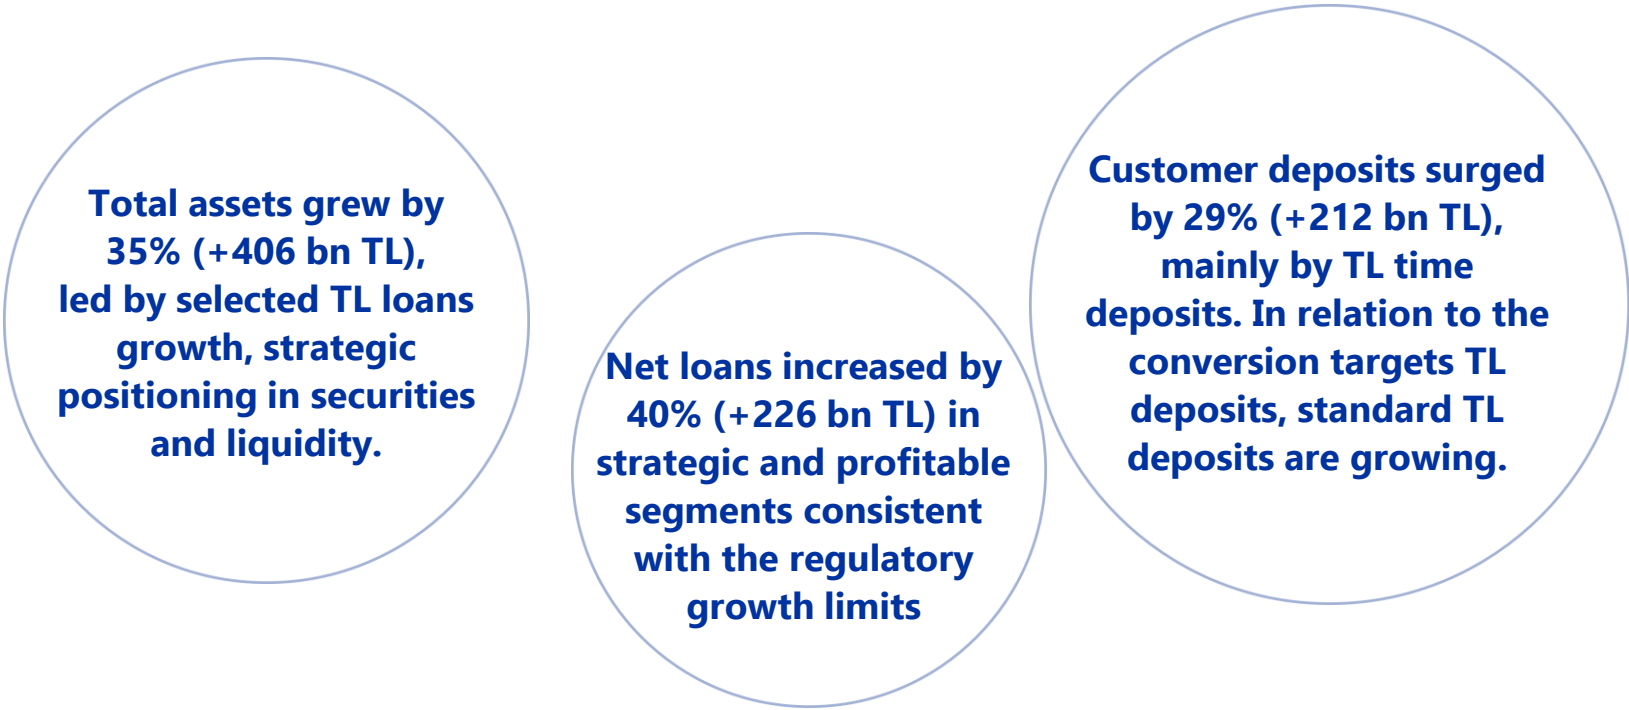 Total assets grew by
35% (+406 bn TL),
led by selected TL loans
growth, strategic
positioning in securities
and liquidity.
Net loans increased by
40% (+226 bn TL) in
strategic and profitable
segments consistent
with the regulatory
growth limits
Customer deposits surged
by 29% (+212 bn TL),
mainly by TL time
deposits. In relation to the
conversion targets TL
deposits, standard TL
deposits are growing.